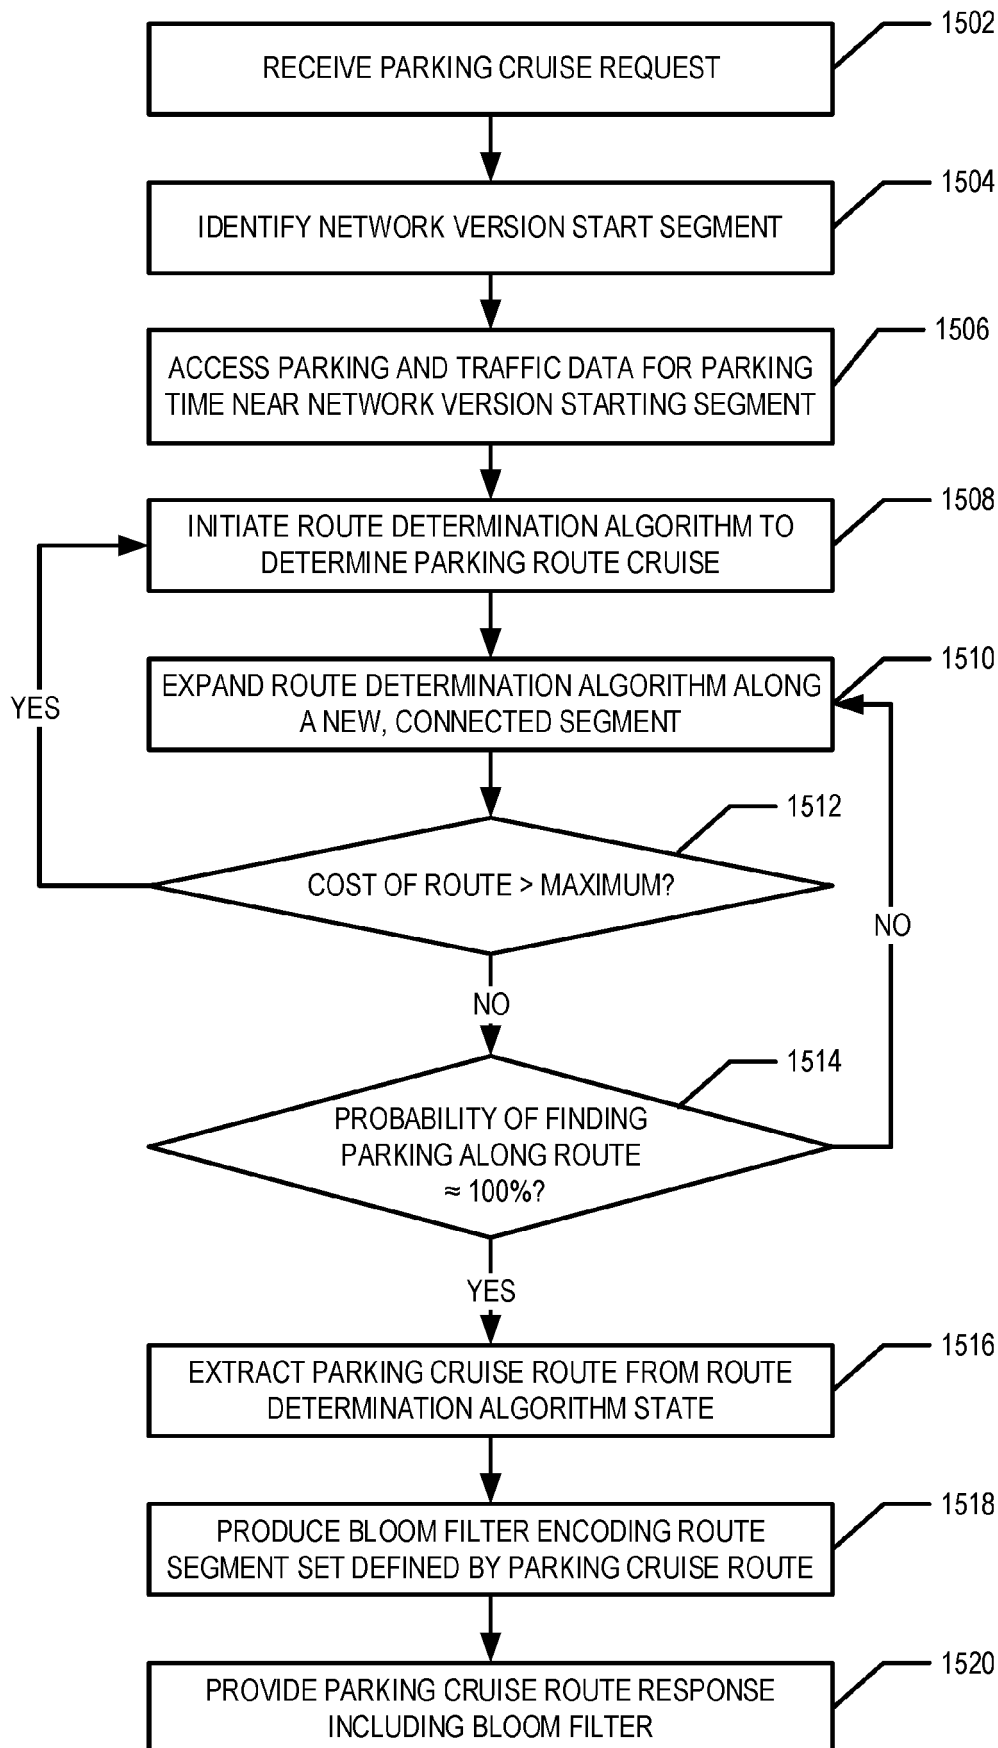 1502
RECEIVE PARKING CRUISE REQUEST
1504
IDENTIFY NETWORK VERSION START SEGMENT
1506
ACCESS PARKING AND TRAFFIC DATA FOR PARKING
TIME NEAR NETWORK VERSION STARTING SEGMENT
1508
INITIATE ROUTE DETERMINATION ALGORITHM TO
DETERMINE PARKING ROUTE CRUISE
1510
EXPAND ROUTE DETERMINATION ALGORITHM ALONG
A NEW, CONNECTED SEGMENT
YES
1512
COST OF ROUTE > MAXIMUM?
NO
NO
1514
PROBABILITY OF FINDING
PARKING ALONG ROUTE
≈ 100%?
YES
1516
EXTRACT PARKING CRUISE ROUTE FROM ROUTE
DETERMINATION ALGORITHM STATE
1518
PRODUCE BLOOM FILTER ENCODING ROUTE
SEGMENT SET DEFINED BY PARKING CRUISE ROUTE
1520
PROVIDE PARKING CRUISE ROUTE RESPONSE
INCLUDING BLOOM FILTER